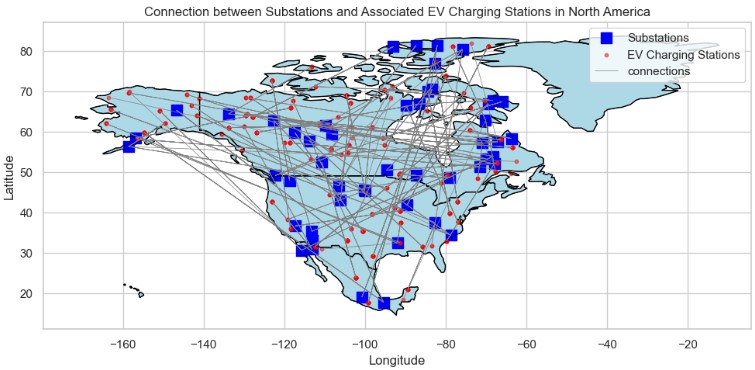 Connection between Substations and Associated EV Charging Stations in North America
Substations
EV Charging Stations
connections
80
70
60
50
40
30
20
Latitude
−160
−140
−120
−100
−80
−60
−40
−20
Longitude